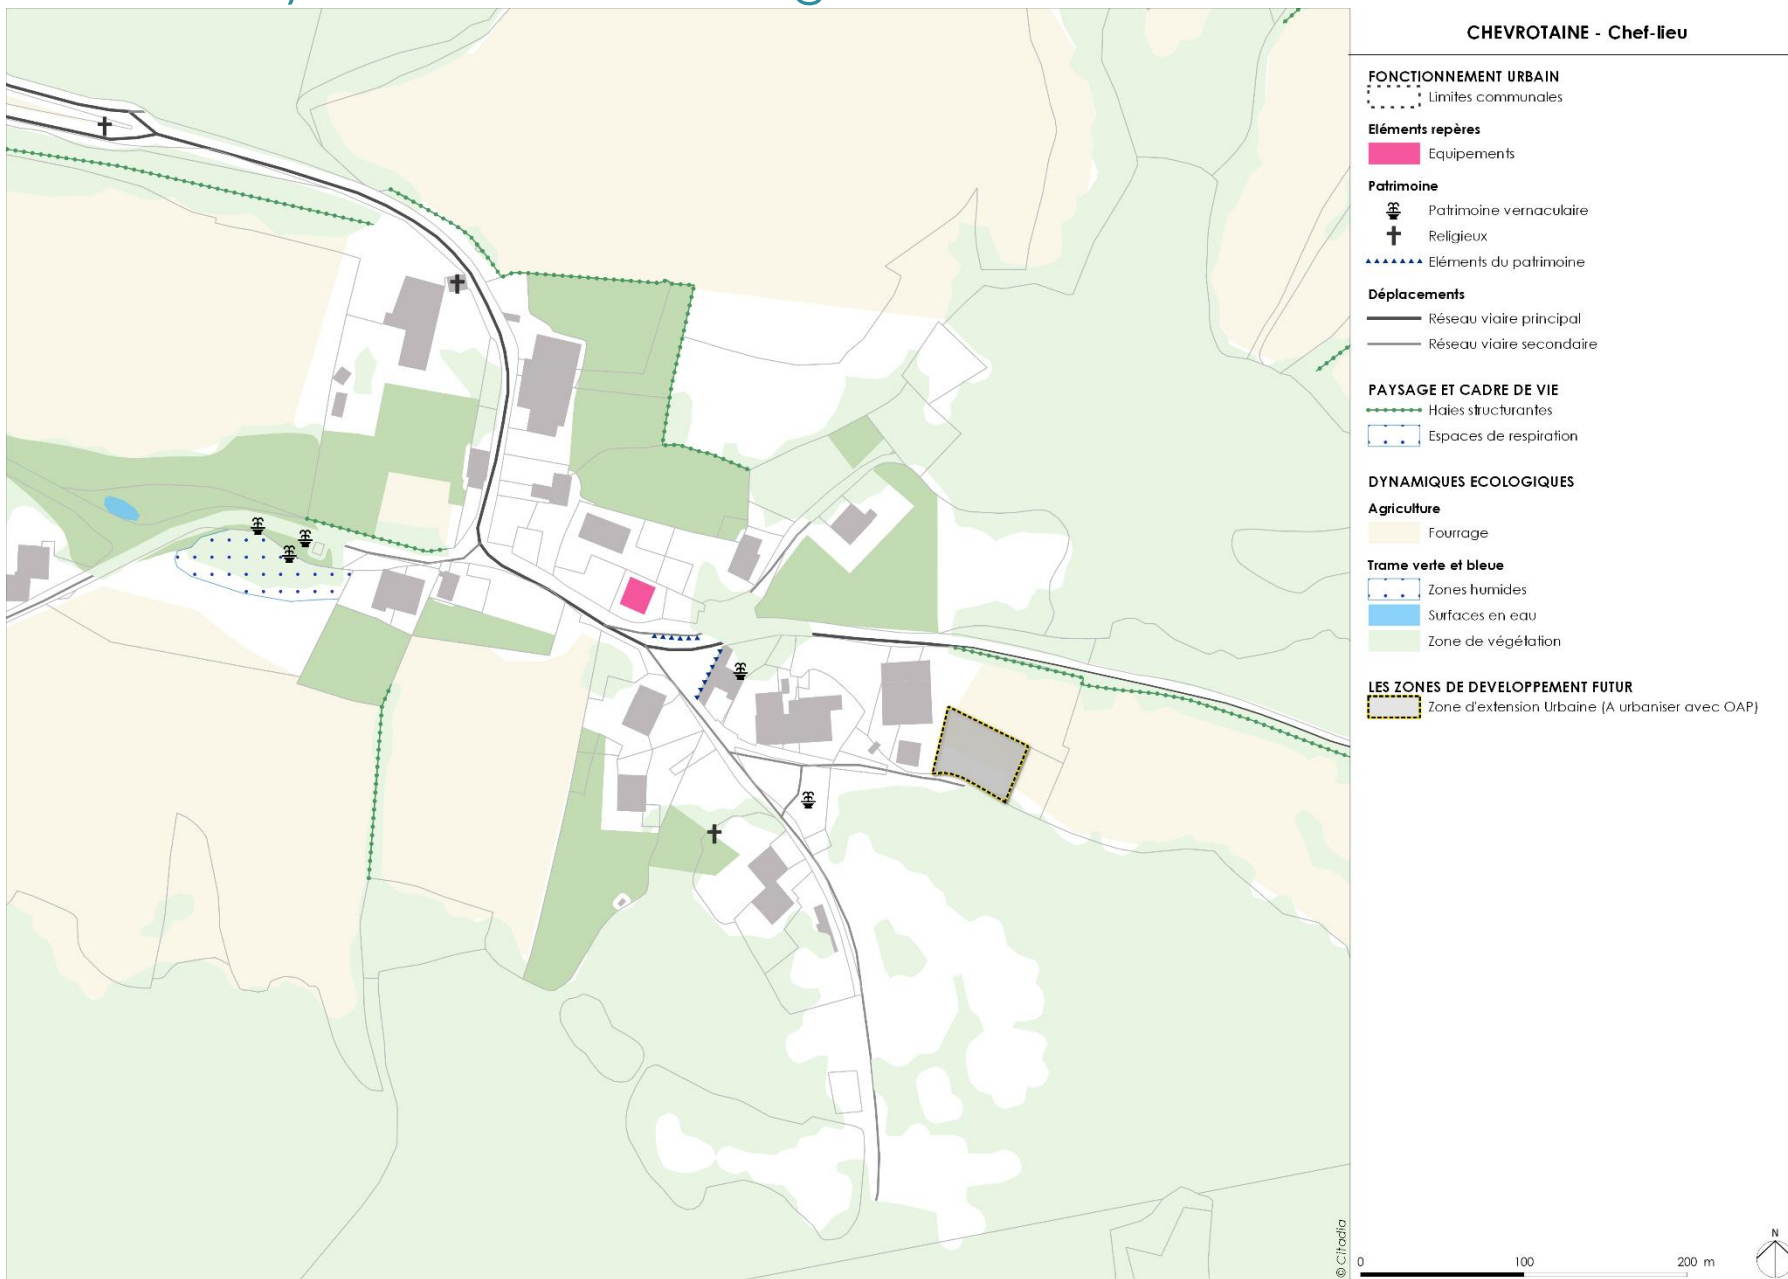 CHEVROTAINE - Chef-lieu
FONCTIONNEMENT URBAIN
Limites communales
Eléments repères
Equipements
Patrimoine
Patrimoine vernaculaire
Religieux
Eléments du patrimoine
Déplacements
Réseau viaire principal
Réseau viaire secondaire
PAYSAGE ET CADRE DE VIE
Haies structurantes
Espaces de respiration
DYNAMIQUES ECOLOGIQUES
Agriculture
Fourrage
Trame verte et bleue
Zones humides
Surfaces en eau
Zone de végétation
LES ZONES DE DEVELOPPEMENT FUTUR
Zone d'extension Urbaine (A urbaniser avec OAP)
© Citadia
0 100 200 m
N